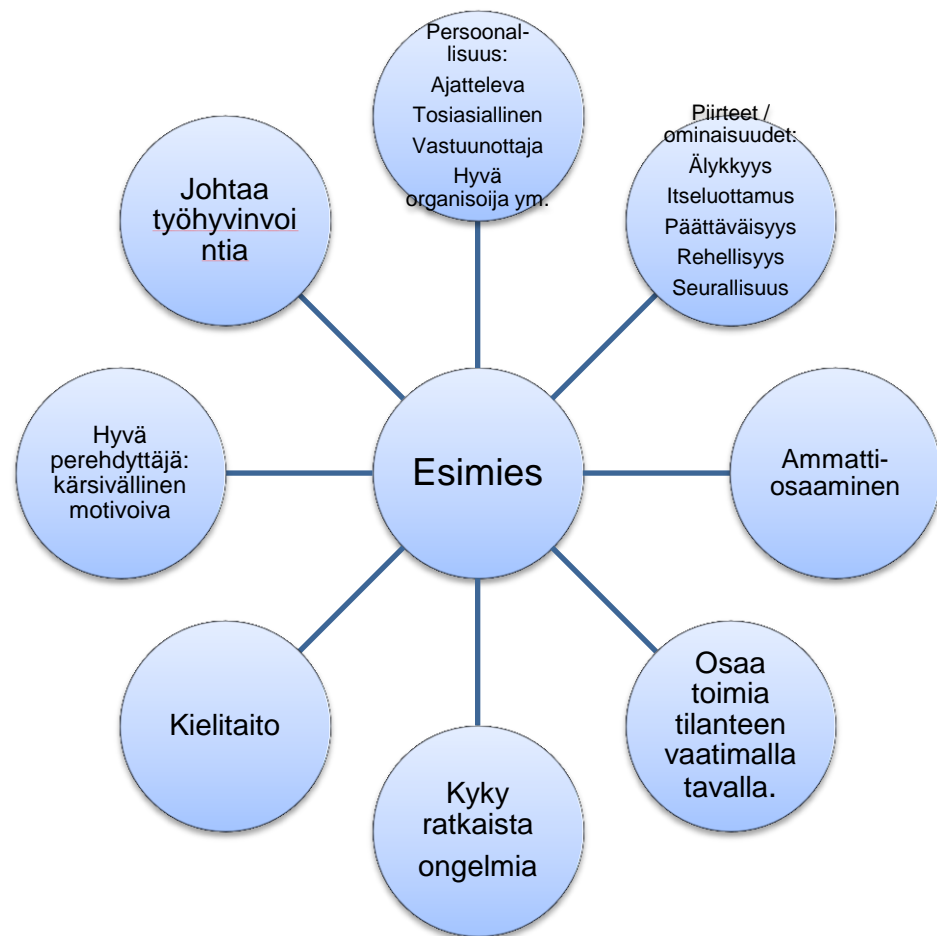 Persoonal-
lisuus:
Ajatteleva
Tosiasiallinen
Vastuunottaja
Hyvä
organisoija ym.
Piirteet /
ominaisuudet:
Älykkyys
Itseluottamus
Päättäväisyys
Rehellisyys
Seurallisuus
Johtaa
työhyvinvoi
ntia
Hyvä
perehdyttäjä:
kärsivällinen
motivoiva
Esimies
Ammatti-
osaaminen
Kielitaito
Osaa
toimia
tilanteen
vaatimalla
tavalla.
Kyky
ratkaista
ongelmia